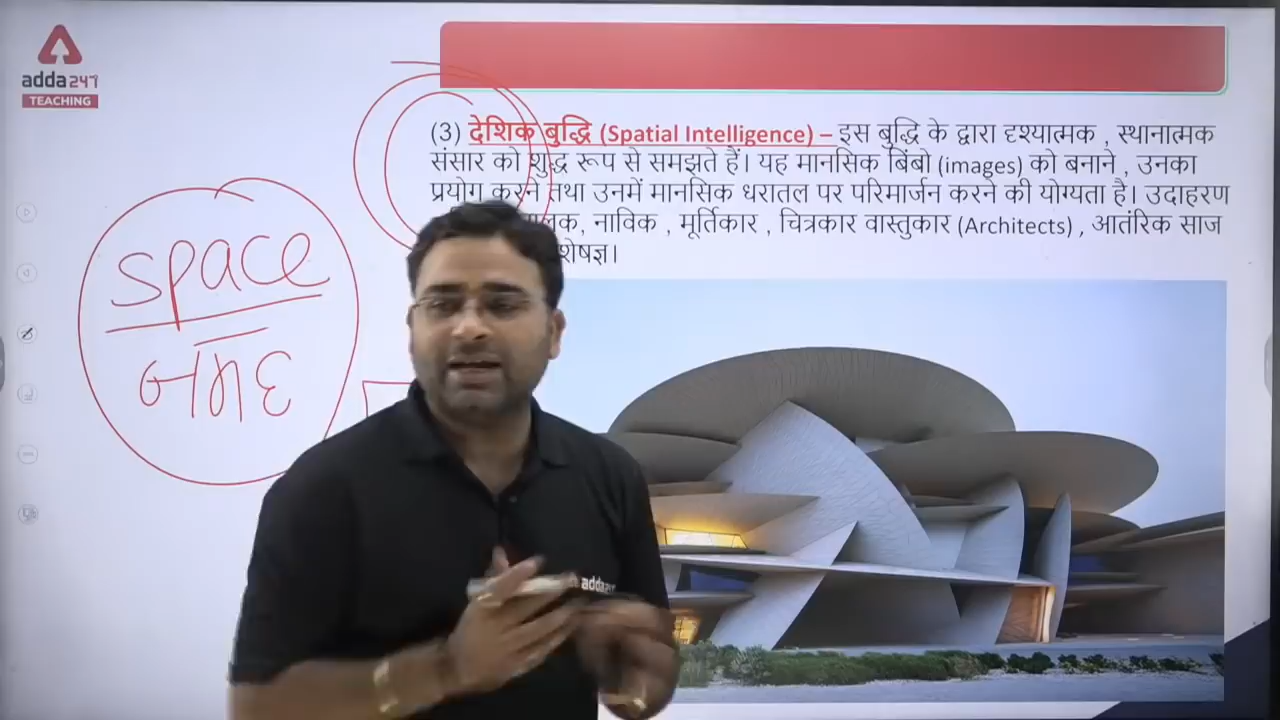 adda247
TEACHING
(3) देशिक बुद्धि (Spatial Intelligence) – इस बुद्धि के द्वारा दृश्यात्मक , स्थानात्मक
संसार को शुद्ध रूप से समझते हैं। यह मानसिक बिंबो (images) को बनाने , उनका
प्रयोग करने तथा उनमें मानसिक धरातल पर परिमार्जन करने की योग्यता है। उदाहरण
नाविक , मूर्तिकार , चित्रकार वास्तुकार (Architects) , आतंरिक साज
space